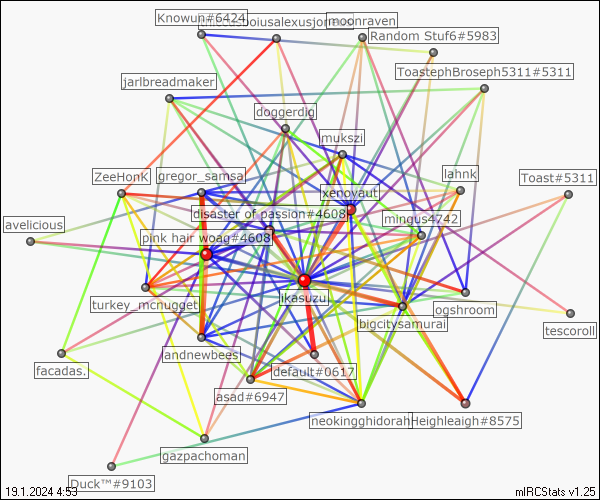 Knowun#6424
moonraven
Random Stuf6#5983
ToastephBroseph5311#5311
jarlbreadmaker
doggerdig
mukszi
ZeeHonK
gregor_samsa
lahnk
Toast#5311
xenovaut
disaster of passion#4608
mingus4742
avelicious
pink hair woag#4608
turkey_mcnugget
ikasuzu
ogshroom
bigcitysamurai
tescoroll
andnewbees
facadas.
default#0617
asad#6947
neokingghidorah
Heighleagh#8575
gazpachoman
Duck™#9103
19.1.2024 4:53
mIRCStats v1.25